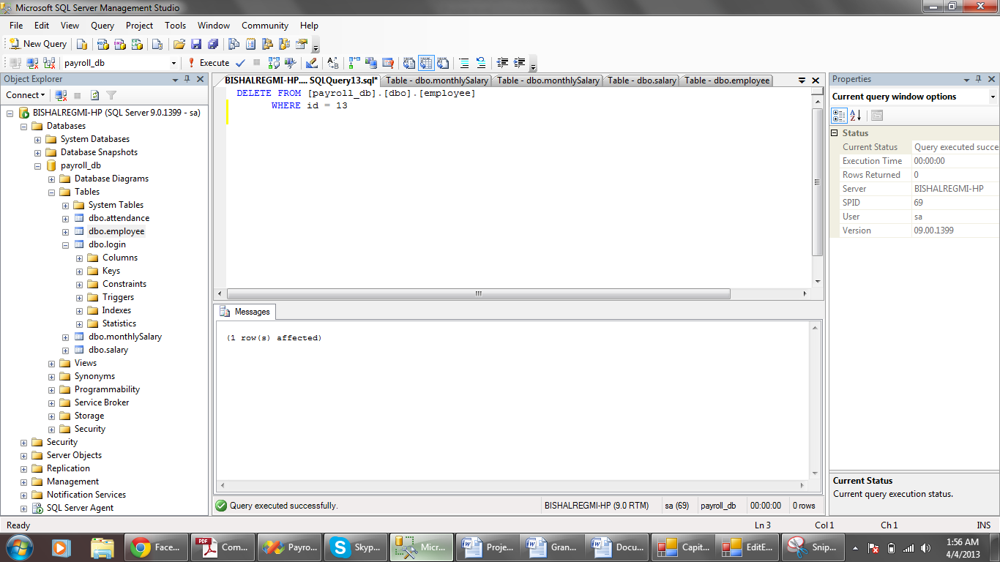 Microsoft SQL Server Management Studio
File Edit View Query Project Tools Window Community Help
New Query
payroll_db Execute
Object Explorer
Connect
BISHALREGMI-HP (SQL Server 9.0.1399 - sa)
Databases
System Databases
Database Snapshots
payroll_db
Database Diagrams
Tables
System Tables
dbo.attendance
dbo.employee
dbo.login
Columns
Keys
Constraints
Triggers
Indexes
Statistics
dbo.monthlySalary
dbo.salary
Views
Synonyms
Programmability
Service Broker
Storage
Security
Security
Server Objects
Replication
Management
Notification Services
SQL Server Agent
BISHALREGMI-HP.... SQLQuery13.sql* Table - dbo.monthlySalary Table - dbo.monthlySalary Table - dbo.salary Table - dbo.employee
DELETE FROM [payroll_db].[dbo].[employee]
WHERE id = 13
Messages
(1 row(s) affected)
Query executed successfully. BISHALREGMI-HP (9.0 RTM) sa (69) payroll_db 00:00:00 0 rows
Properties
Current query window options
Status
Current Status Query executed succe
Execution Time 00:00:00
Rows Returned 0
Server BISHALREGMI-HP
SPID 69
User sa
Version 09.00.1399
Current Status
Current query execution status.
Ready Ln 3 Col 1 Ch 1 INS
Face... Com... Payro... Skyp... Micr... Proje... Gran... Docu... Capit... EditE... Snip...
1:56 AM
4/4/2013